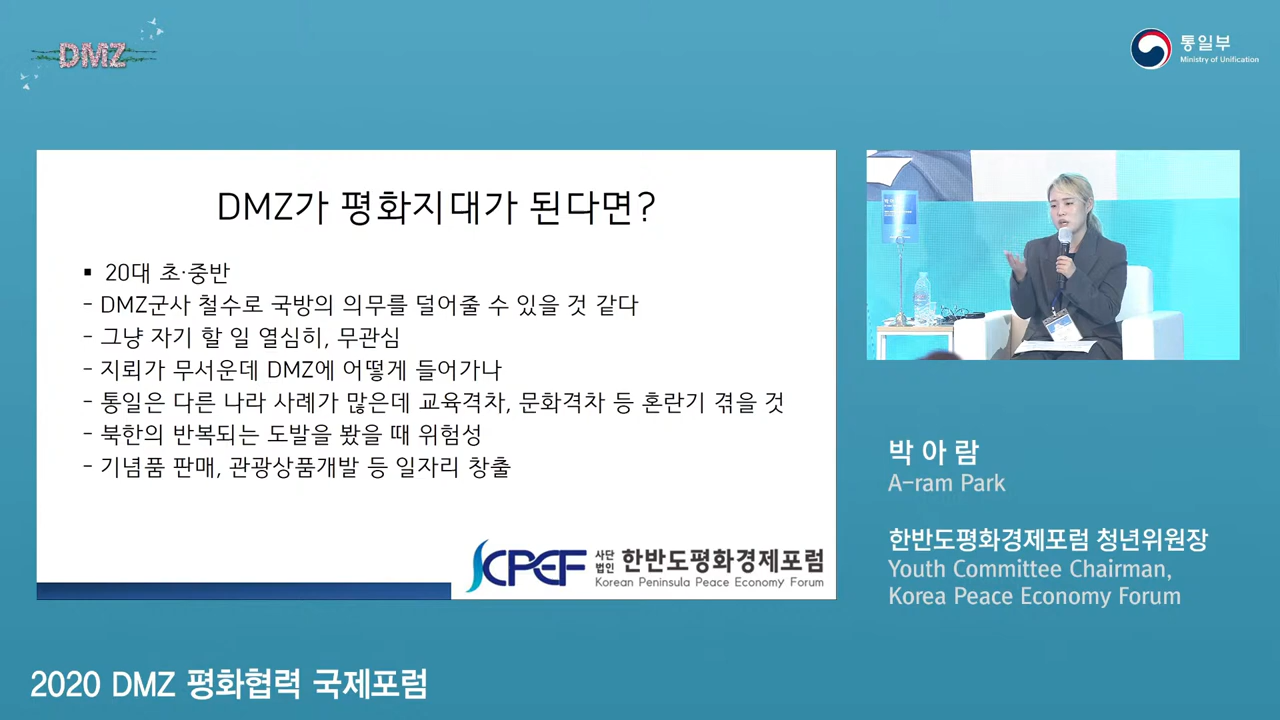 DMZ
통일부
Ministry of Unification
DMZ가 평화지대가 된다면?
▪ 20대 초·중반
- DMZ군사 철수로 국방의 의무를 덜어줄 수 있을 것 같다
- 그냥 자기 할 일 열심히, 무관심
- 지뢰가 무서운데 DMZ에 어떻게 들어가나
- 통일은 다른 나라 사례가 많은데 교육격차, 문화격차 등 혼란기 겪을 것
- 북한의 반복되는 도발을 봤을 때 위험성
- 기념품 판매, 관광상품개발 등 일자리 창출
KPEF 사단법인 한반도평화경제포럼
Korean Peninsula Peace Economy Forum
박 아 람
A-ram Park
한반도평화경제포럼 청년위원장
Youth Committee Chairman,
Korea Peace Economy Forum
2020 DMZ 평화협력 국제포럼